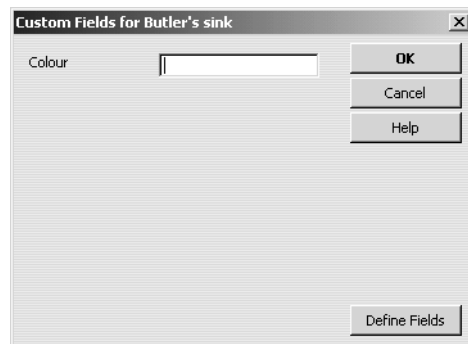 Custom Fields for Butler's sink
Colour
OK
Cancel
Help
Define Fields